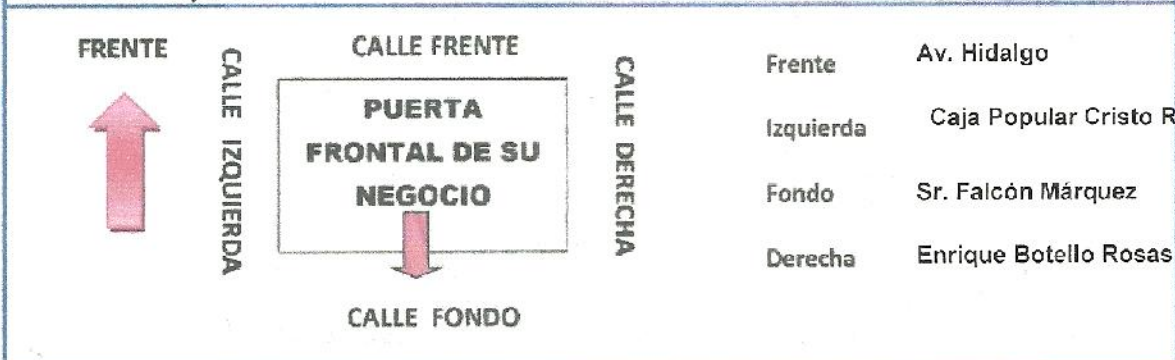 FRENTE
CALLE IZQUIERDA
CALLE FRENTE
PUERTA
FRONTAL DE SU
NEGOCIO
CALLE DERECHA
CALLE FONDO
Frente Av. Hidalgo
Izquierda Caja Popular Cristo R
Fondo Sr. Falcón Márquez
Derecha Enrique Botello Rosas